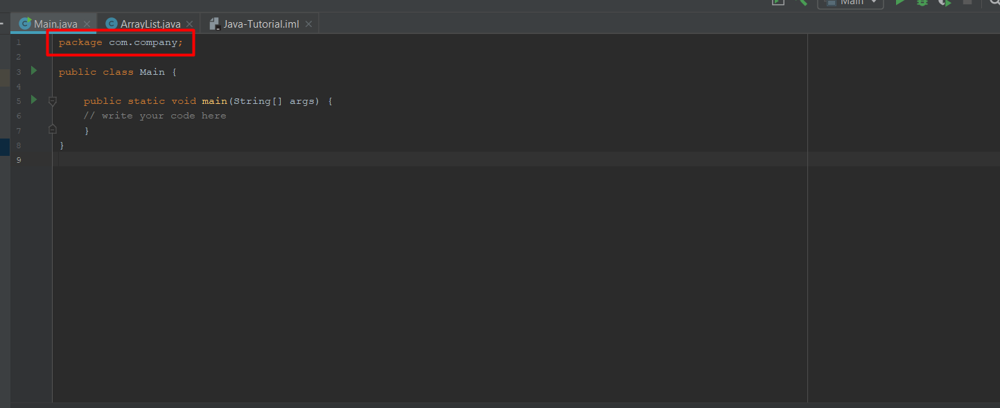 Main
Main.java ArrayList.java Java-Tutorial.iml
1 package com.company;
2
3 public class Main {
4
5 public static void main(String[] args) {
6 // write your code here
7 }
8 }
9